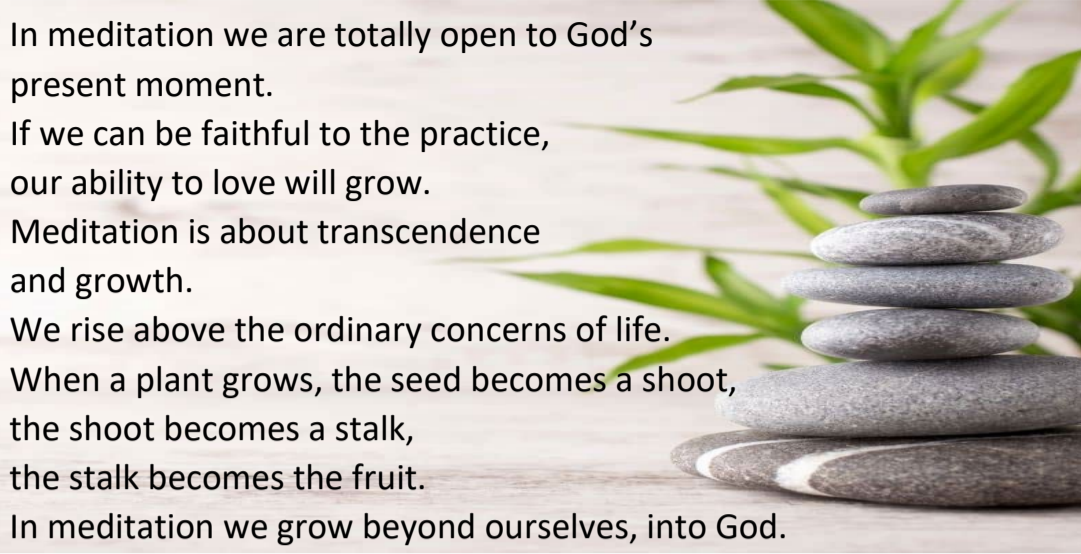 In meditation we are totally open to God’s
present moment.
If we can be faithful to the practice,
our ability to love will grow.
Meditation is about transcendence
and growth.
We rise above the ordinary concerns of life.
When a plant grows, the seed becomes a shoot,
the shoot becomes a stalk,
the stalk becomes the fruit.
In meditation we grow beyond ourselves, into God.